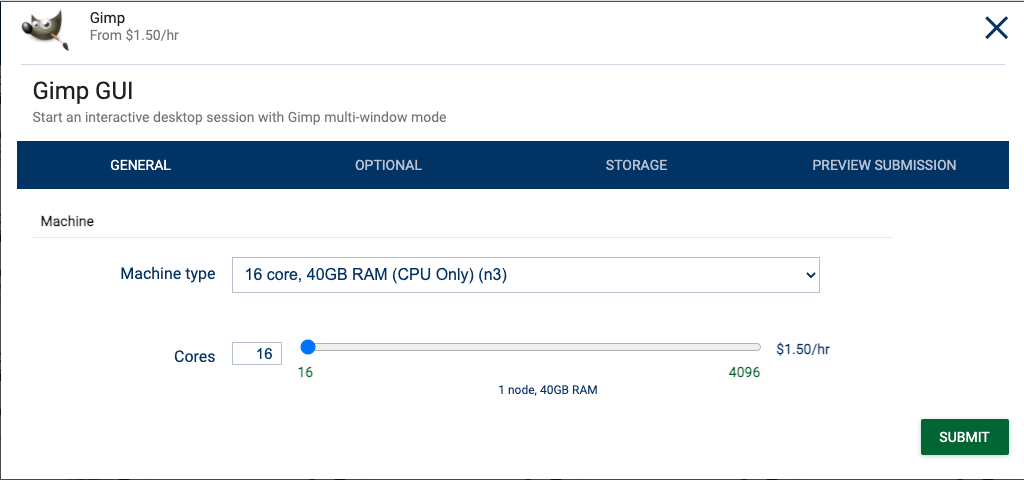 Gimp
From $1.50/hr
Gimp GUI
Start an interactive desktop session with Gimp multi-window mode
GENERAL OPTIONAL STORAGE PREVIEW SUBMISSION
Machine
Machine type 16 core, 40GB RAM (CPU Only) (n3)
Cores 16 $1.50/hr
16 4096
1 node, 40GB RAM
SUBMIT